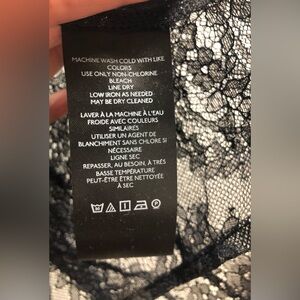 MACHINE WASH COLD WITH LIKE
COLORS
USE ONLY NON-CHLORINE
BLEACH
LINE DRY
LOW IRON AS NEEDED
MAY BE DRY CLEANED
LAVER À LA MACHINE À L'EAU
FROIDE AVEC COULEURS
SIMILAIRES
UTILISER UN AGENT DE
BLANCHIMENT SANS CHLORE SI
NÉCESSAIRE
LIGNE SEC
REPASSER, AU BESOIN, À TRÈS
BASSE TEMPÉRATURE
PEUT-ÊTRE ÊTRE NETTOYÉE
À SEC